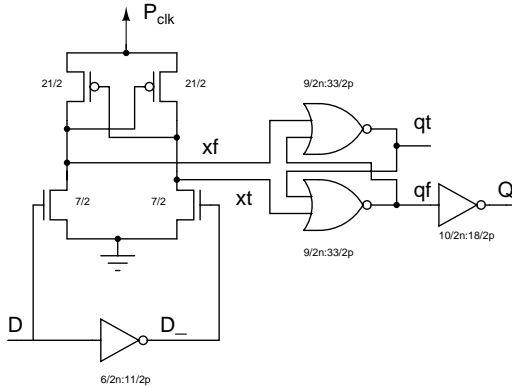 Pclk
21/2
21/2
9/2n:33/2p
qt
xf
7/2
7/2
xt
qf
Q
10/2n:18/2p
9/2n:33/2p
D
D_
6/2n:11/2p